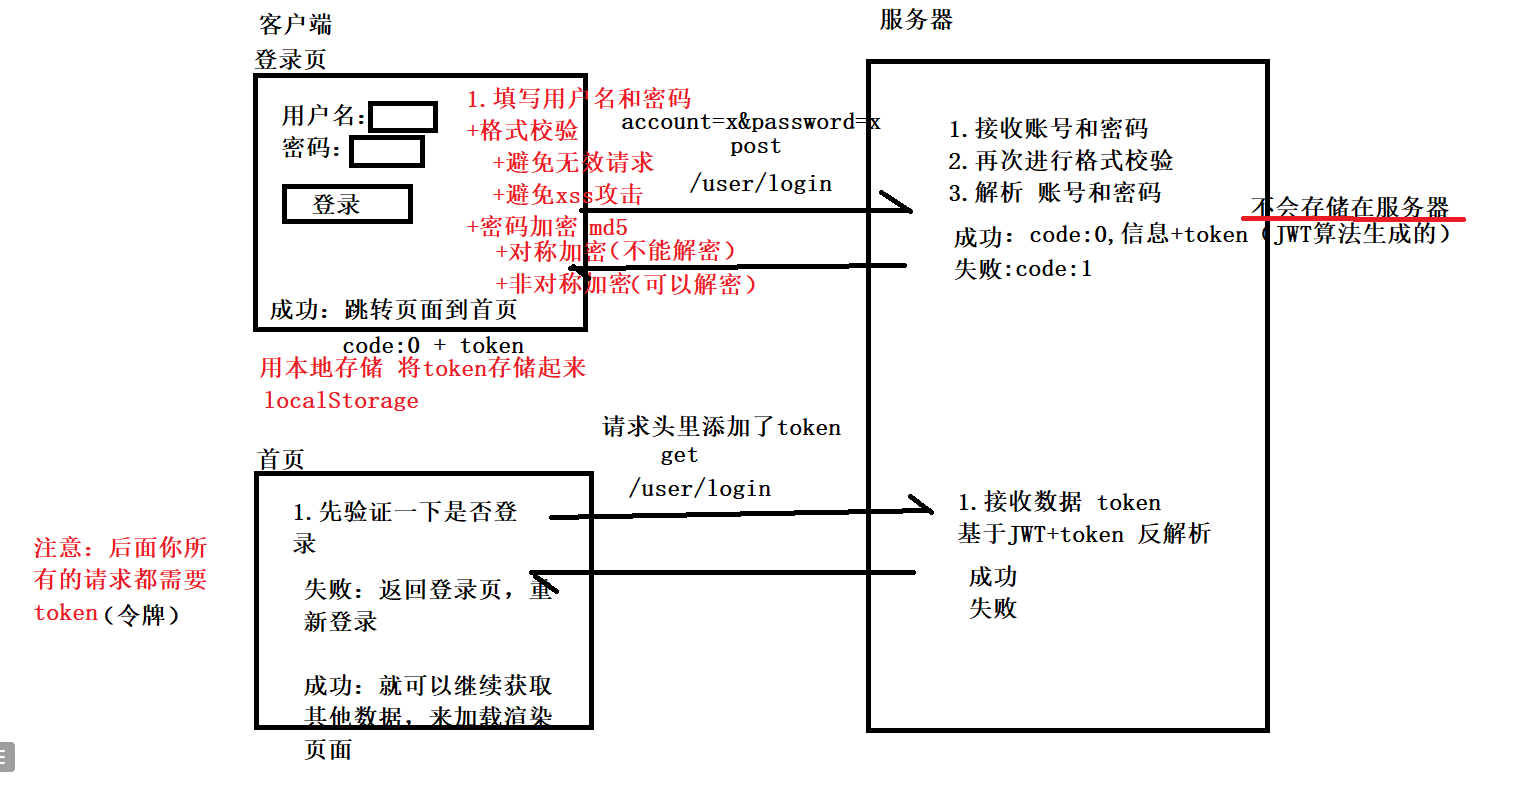 客户端
登录页
用户名:
密码:
登录
1.填写用户名和密码
+格式校验
+避免无效请求
+避免xss攻击
+密码加密 md5
+对称加密(不能解密)
+非对称加密(可以解密)
成功: 跳转页面到首页
code:0 + token
用本地存储 将token存储起来
localStorage
account=x&password=x
post
/user/login
服务器
1.接收账号和密码
2.再次进行格式校验
3.解析 账号和密码
不会存储在服务器
成功: code:0,信息+token (JWT算法生成的)
失败:code:1
首页
1.先验证一下是否登
录
失败: 返回登录页, 重
新登录
成功: 就可以继续获取
其他数据, 来加载渲染
页面
注意: 后面你所
有的请求都需要
token(令牌)
请求头里添加了token
get
/user/login
1.接收数据 token
基于JWT+token 反解析
成功
失败